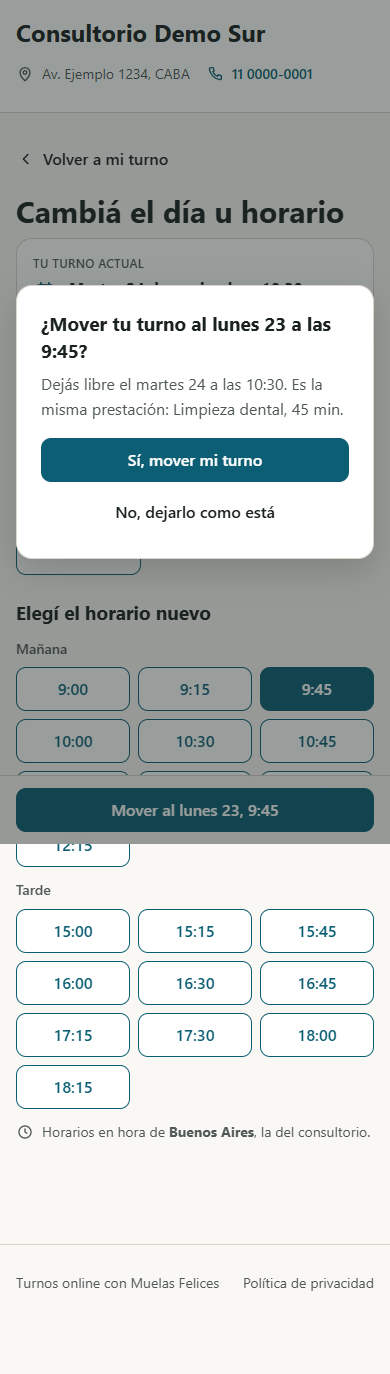 Consultorio Demo Sur
Av. Ejemplo 1234, CABA 11 0000-0001
Volver a mi turno
Cambiá el día u horario
TU TURNO ACTUAL
¿Mover tu turno al lunes 23 a las
9:45?
Dejás libre el martes 24 a las 10:30. Es la
misma prestación: Limpieza dental, 45 min.
Sí, mover mi turno
No, dejarlo como está
Elegí el horario nuevo
Mañana
9:00 9:15 9:45
10:00 10:30 10:45
Mover al lunes 23, 9:45
12:15
Tarde
15:00 15:15 15:45
16:00 16:30 16:45
17:15 17:30 18:00
18:15
Horarios en hora de Buenos Aires, la del consultorio.
Turnos online con Muelas Felices Política de privacidad